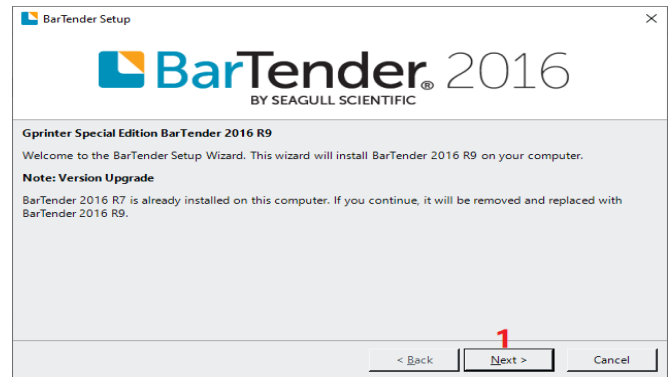 BarTender Setup
BarTender® 2016
BY SEAGULL SCIENTIFIC
Gprinter Special Edition BarTender 2016 R9
Welcome to the BarTender Setup Wizard. This wizard will install BarTender 2016 R9 on your computer.
Note: Version Upgrade
BarTender 2016 R7 is already installed on this computer. If you continue, it will be removed and replaced with
BarTender 2016 R9.
1
< Back Next > Cancel